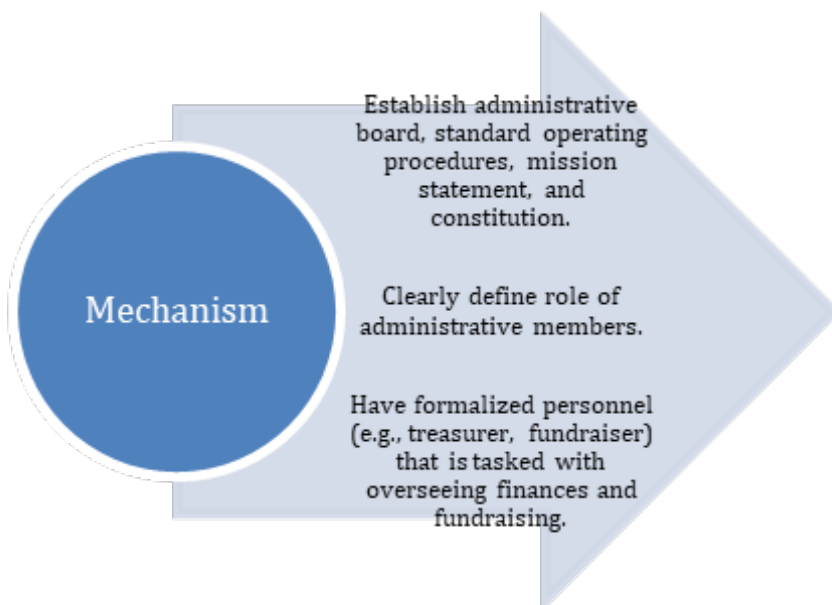 Mechanism
Establish administrative
board, standard operating
procedures, mission
statement, and
constitution.
Clearly define role of
administrative members.
Have formalized personnel
(e.g., treasurer, fundraiser)
that is tasked with
overseeing finances and
fundraising.